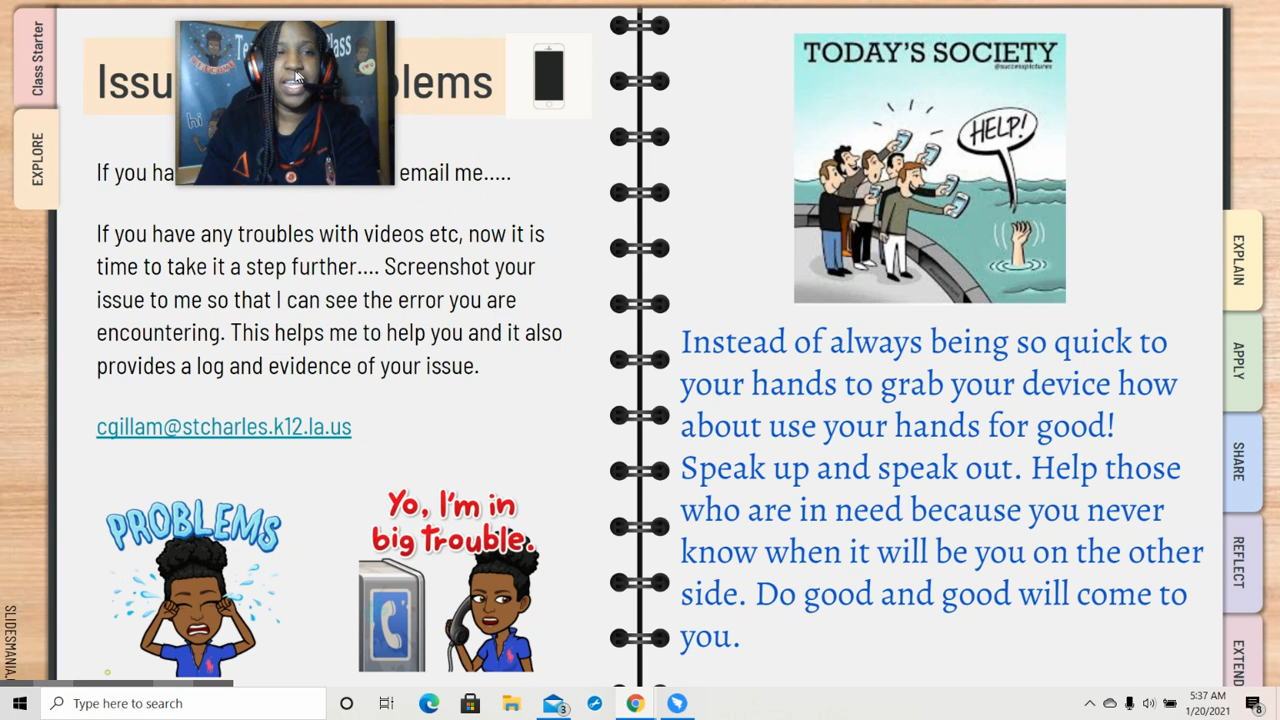 Class Starter
EXPLORE
Issu
blems
If you ha
email me.....
If you have any troubles with videos etc, now it is
time to take it a step further.... Screenshot your
issue to me so that I can see the error you are
encountering. This helps me to help you and it also
provides a log and evidence of your issue.
cgillam@stcharles.k12.la.us
PROBLEMS
Yo, I'm in
big trouble.
SLIDESMANIA.
hi
WELCOME
TODAY'S SOCIETY
HELP!
Instead of always being so quick to
your hands to grab your device how
about use your hands for good!
Speak up and speak out. Help those
who are in need because you never
know when it will be you on the other
side. Do good and good will come to
you.
EXPLAIN
APPLY
SHARE
REFLECT
EXTEND
Type here to search
3
5:37 AM
1/20/2021
8